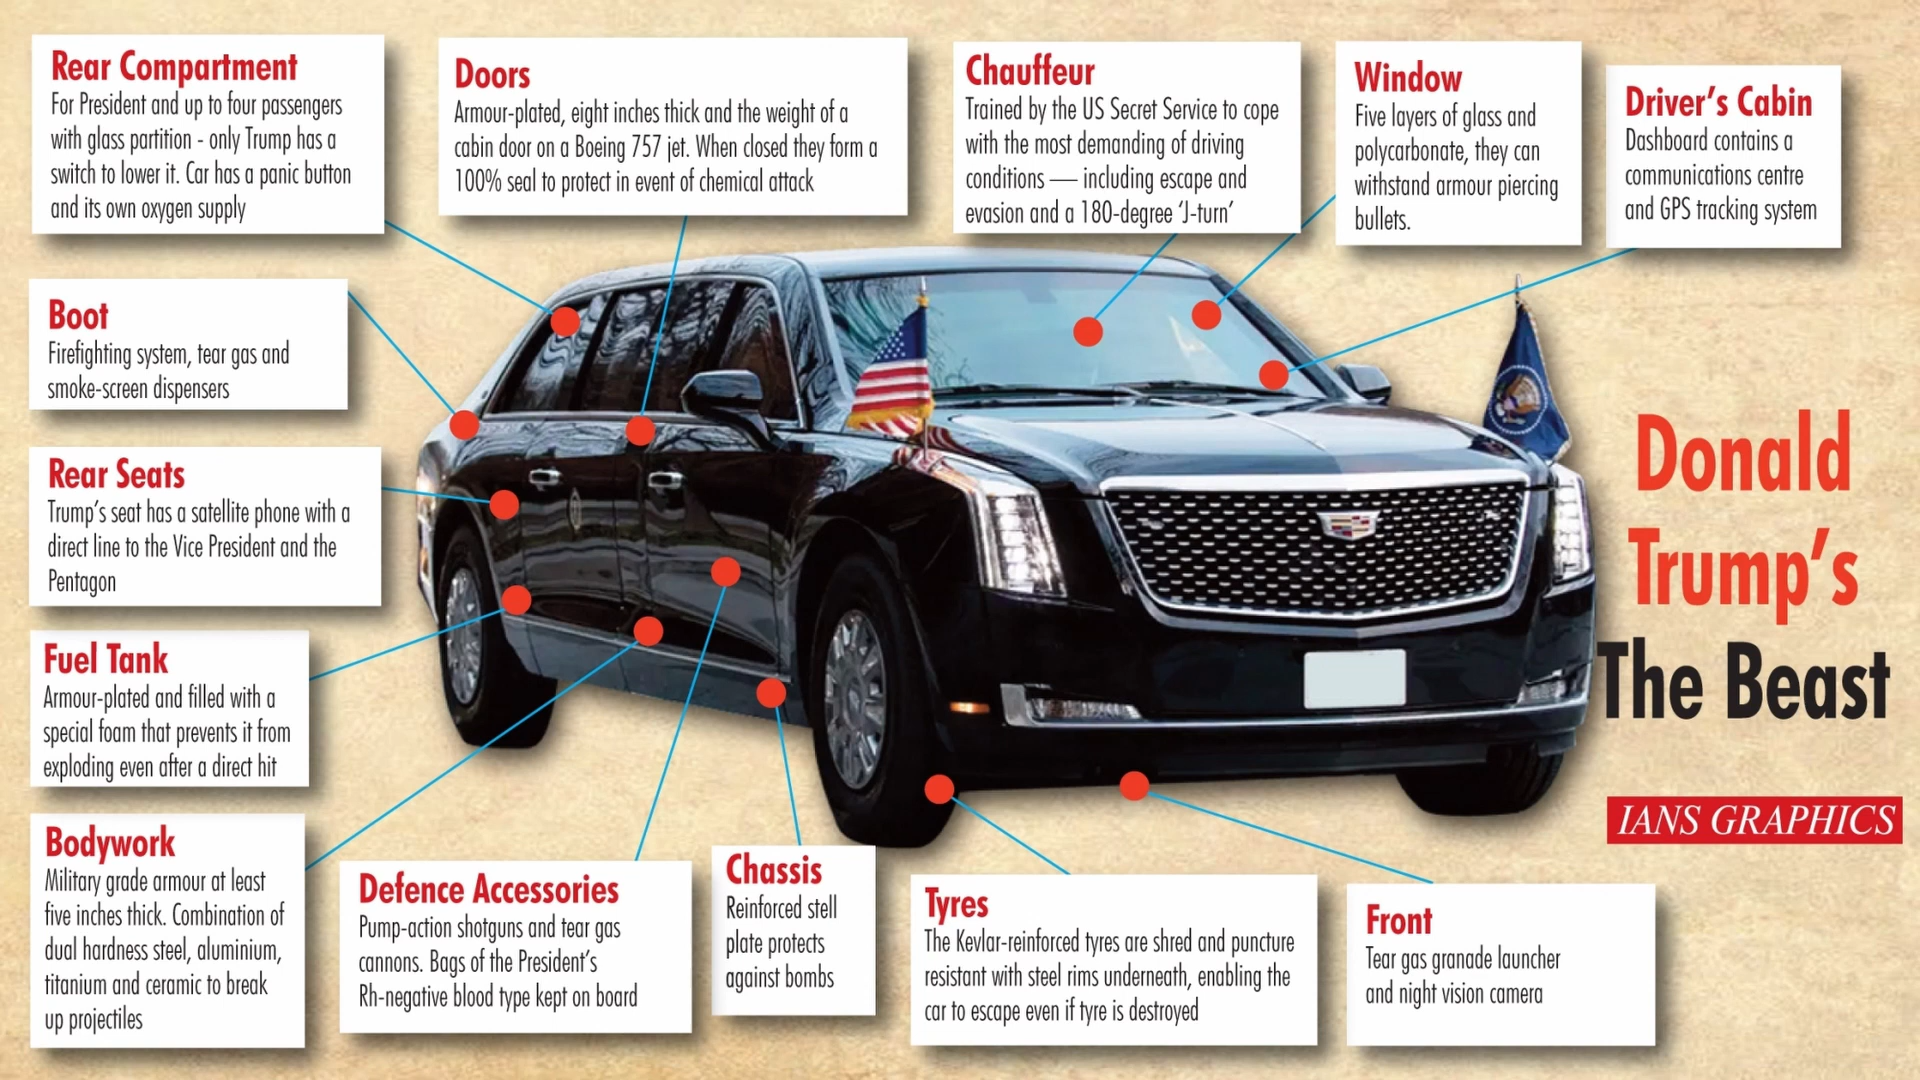 Rear Compartment
For President and up to four passengers
with glass partition - only Trump has a
switch to lower it. Car has a panic button
and its own oxygen supply
Doors
Armour-plated, eight inches thick and the weight of a
cabin door on a Boeing 757 jet. When closed they form a
100% seal to protect in event of chemical attack
Chauffeur
Trained by the US Secret Service to cope
with the most demanding of driving
conditions — including escape and
evasion and a 180-degree ‘J-turn’
Window
Five layers of glass and
polycarbonate, they can
withstand armour piercing
bullets.
Driver’s Cabin
Dashboard contains a
communications centre
and GPS tracking system
Boot
Firefighting system, tear gas and
smoke-screen dispensers
Rear Seats
Trump’s seat has a satellite phone with a
direct line to the Vice President and the
Pentagon
Fuel Tank
Armour-plated and filled with a
special foam that prevents it from
exploding even after a direct hit
Bodywork
Military grade armour at least
five inches thick. Combination of
dual hardness steel, aluminium,
titanium and ceramic to break
up projectiles
Defence Accessories
Pump-action shotguns and tear gas
cannons. Bags of the President’s
Rh-negative blood type kept on board
Chassis
Reinforced stell
plate protects
against bombs
Tyres
The Kevlar-reinforced tyres are shred and puncture
resistant with steel rims underneath, enabling the
car to escape even if tyre is destroyed
Front
Tear gas granade launcher
and night vision camera
Donald
Trump’s
The Beast
IANS GRAPHICS